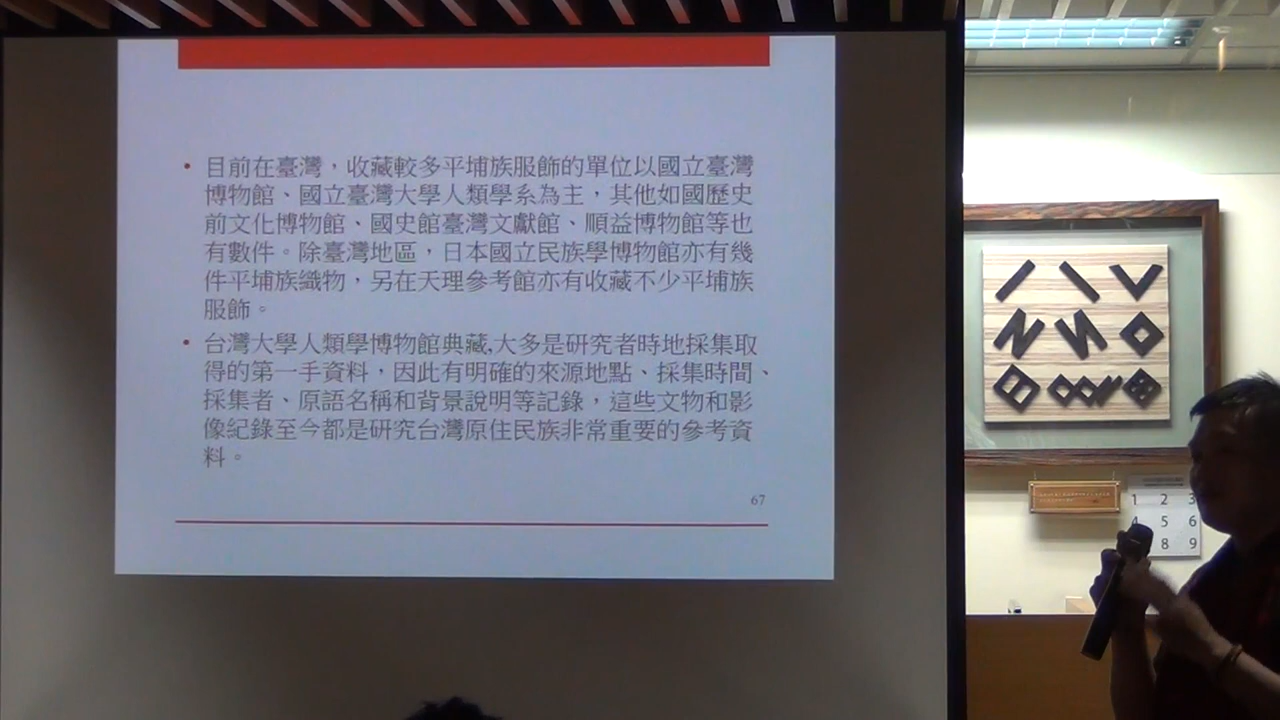 目前在臺灣，收藏較多平埔族服飾的單位以國立臺灣
博物館、國立臺灣大學人類學系為主，其他如國歷史
前文化博物館、國史館臺灣文獻館、順益博物館等也
有數件。除臺灣地區，日本國立民族學博物館亦有幾
件平埔族織物，另在天理參考館亦有收藏不少平埔族
服飾。
台灣大學人類學博物館典藏,大多是研究者時地採集取
得的第一手資料，因此有明確的來源地點、採集時間、
採集者、原語名稱和背景說明等記錄，這些文物和影
像紀錄至今都是研究台灣原住民族非常重要的參考資
料。
67
1 2 3
4 5 6
8 9